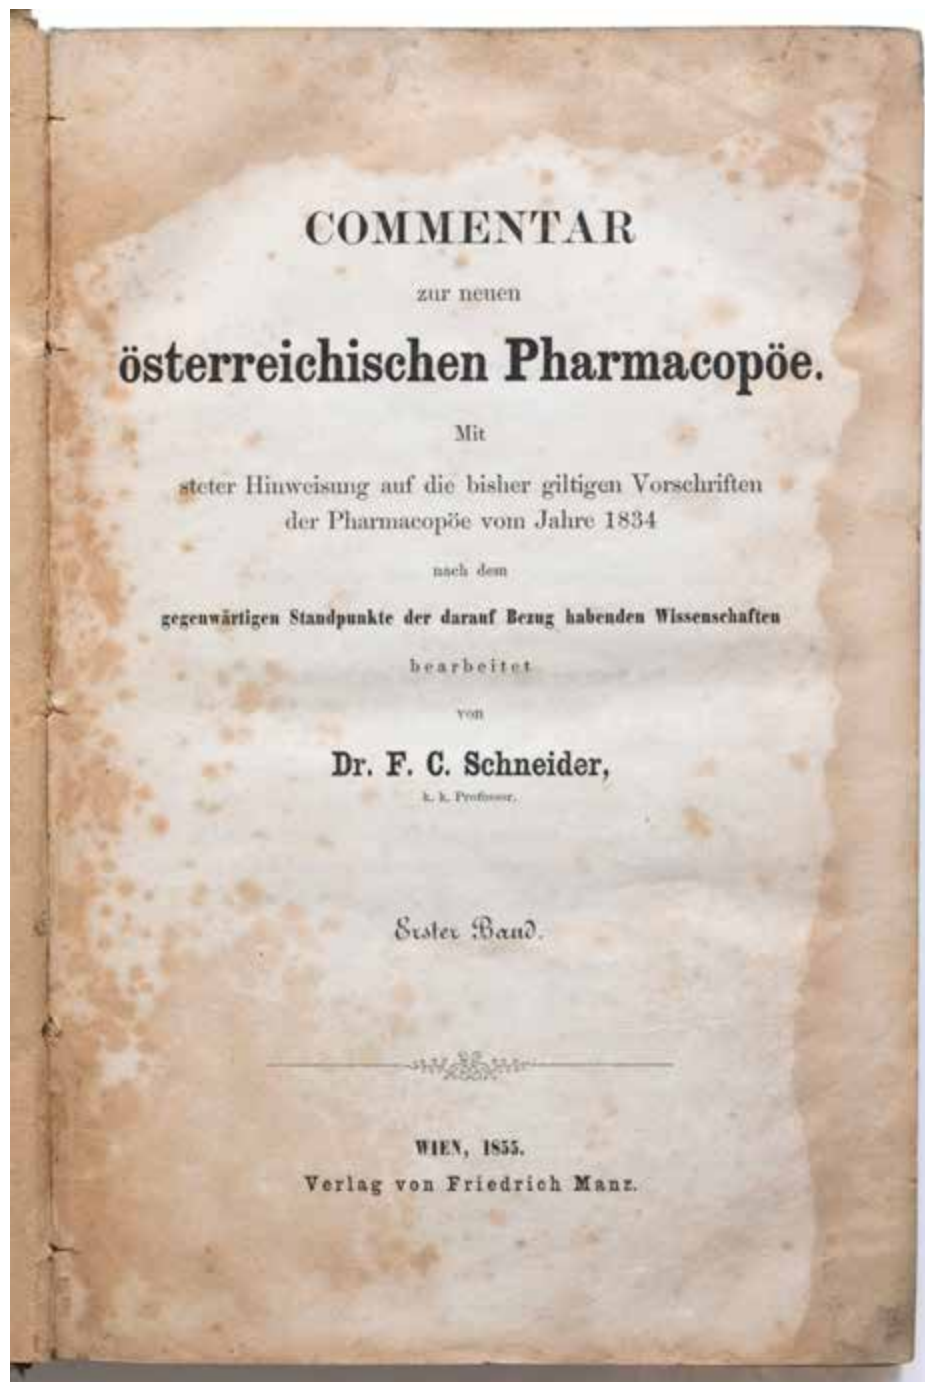 COMMENTAR
zur neuen
österreichischen Pharmacopöe.
Mit
steter Hinweisung auf die bisher giltigen Vorschriften
der Pharmacopöe vom Jahre 1834
nach dem
gegenwärtigen Standpunkte der darauf Bezug habenden Wissenschaften
bearbeitet
von
Dr. F. C. Schneider,
k. k. Professor.
Erster Band.
WIEN, 1855.
Verlag von Friedrich Manz.